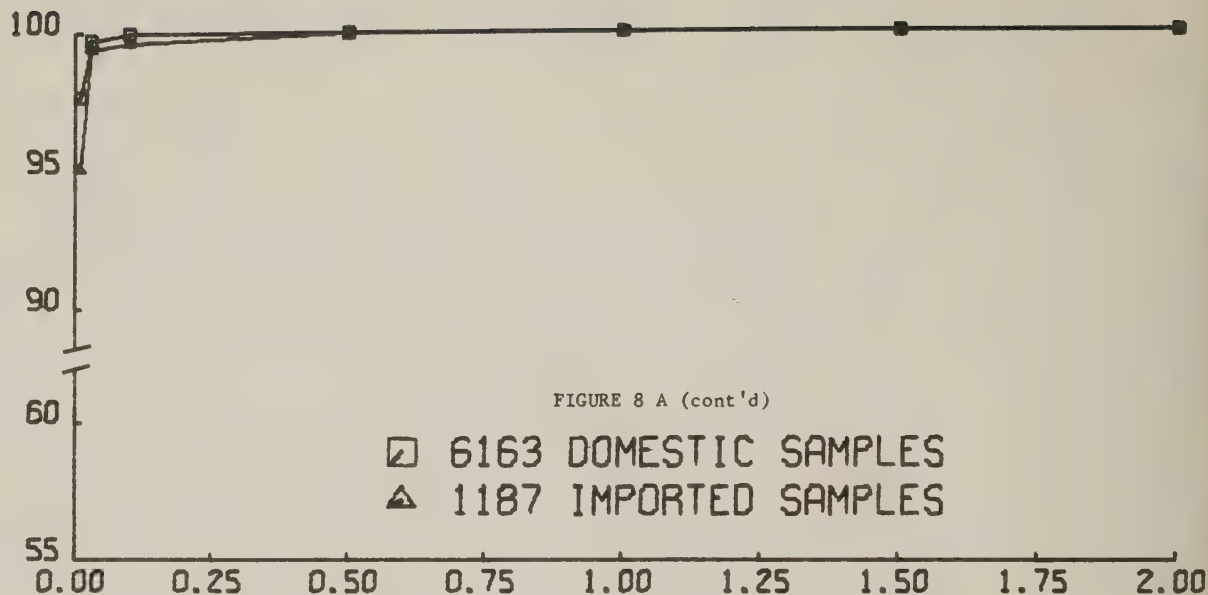 100
95
90
60
FIGURE 8 A (cont'd)
6163 DOMESTIC SAMPLES
1187 IMPORTED SAMPLES
55
0.00 0.25 0.50 0.75 1.00 1.25 1.50 1.75 2.00